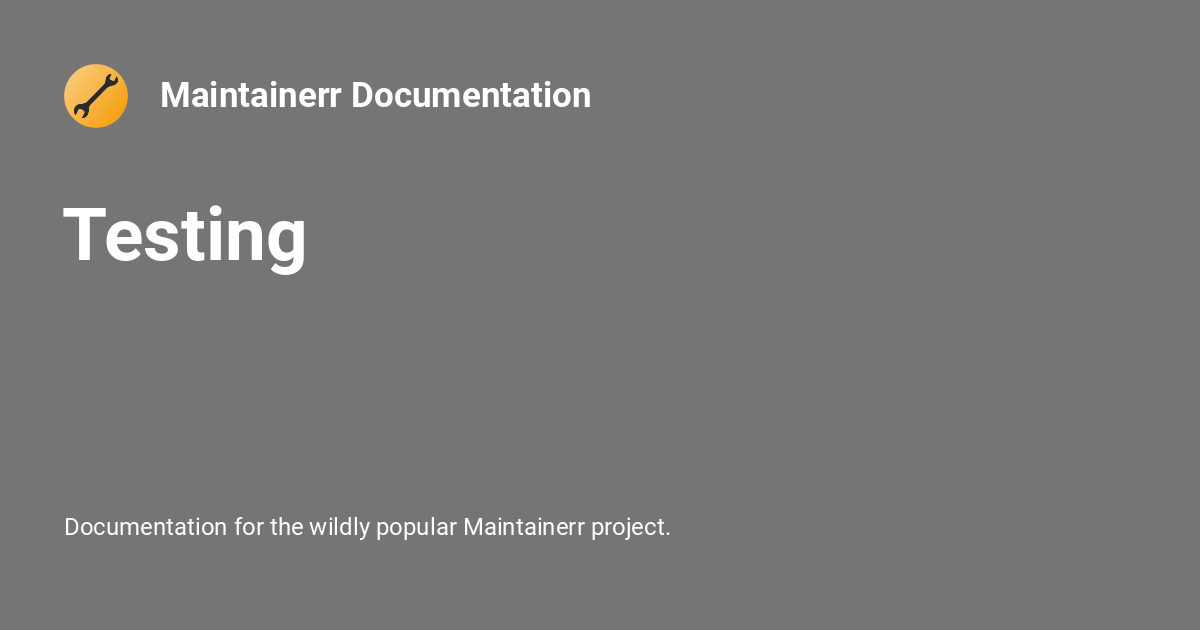 Maintainerr Documentation
Testing
Documentation for the wildly popular Maintainerr project.